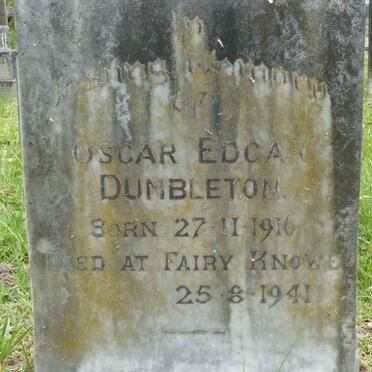 OF
OSCAR EDGAR
DUMBLETON.
BORN 27-11-1916
DIED AT FAIRY KNOWE
25-8-1941